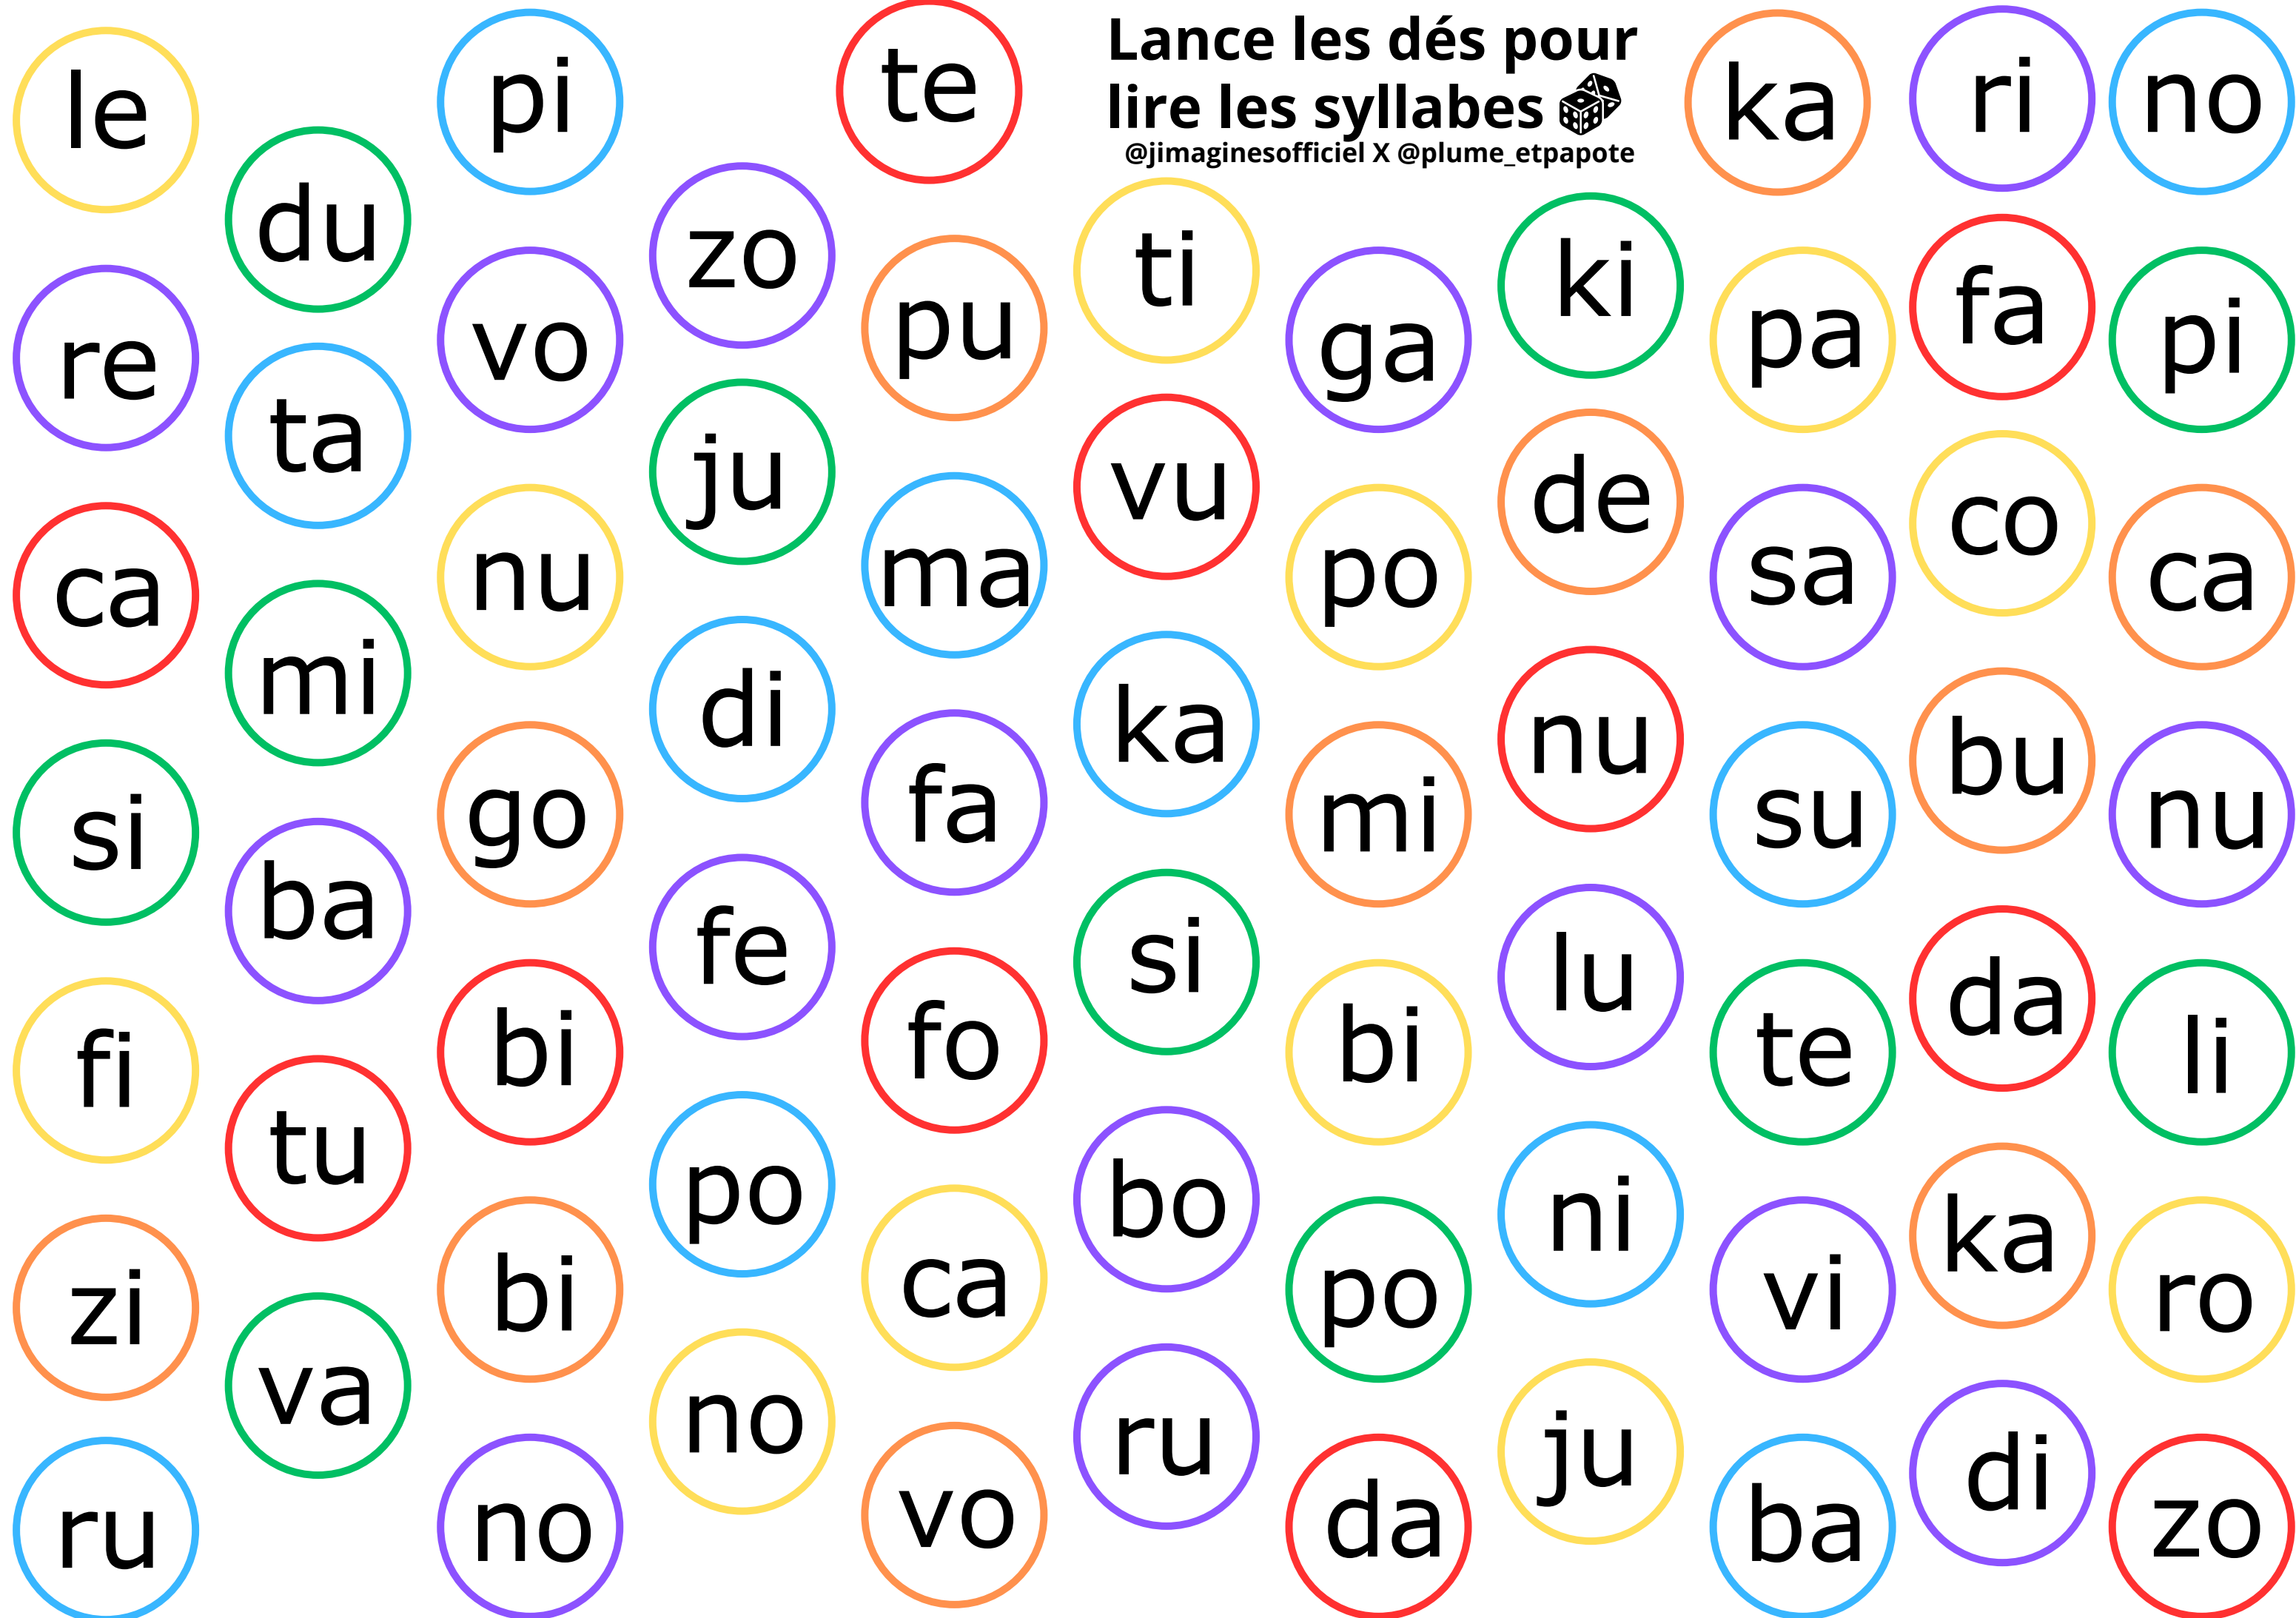 Lance les dés pour
lire les syllabes
@jimaginesofficiel X @plume_etpapote
le
re
ca
si
fi
zi
ru
du
ta
mi
ba
tu
va
pi
vo
nu
go
bi
bi
no
zo
ju
di
fe
po
no
te
pu
ma
fa
fo
ca
vo
ti
vu
ka
si
bo
ru
ga
po
mi
bi
po
da
ki
de
nu
lu
ni
ju
ka
pa
sa
su
te
vi
ba
ri
fa
co
bu
da
ka
di
no
pi
ca
nu
li
ro
zo